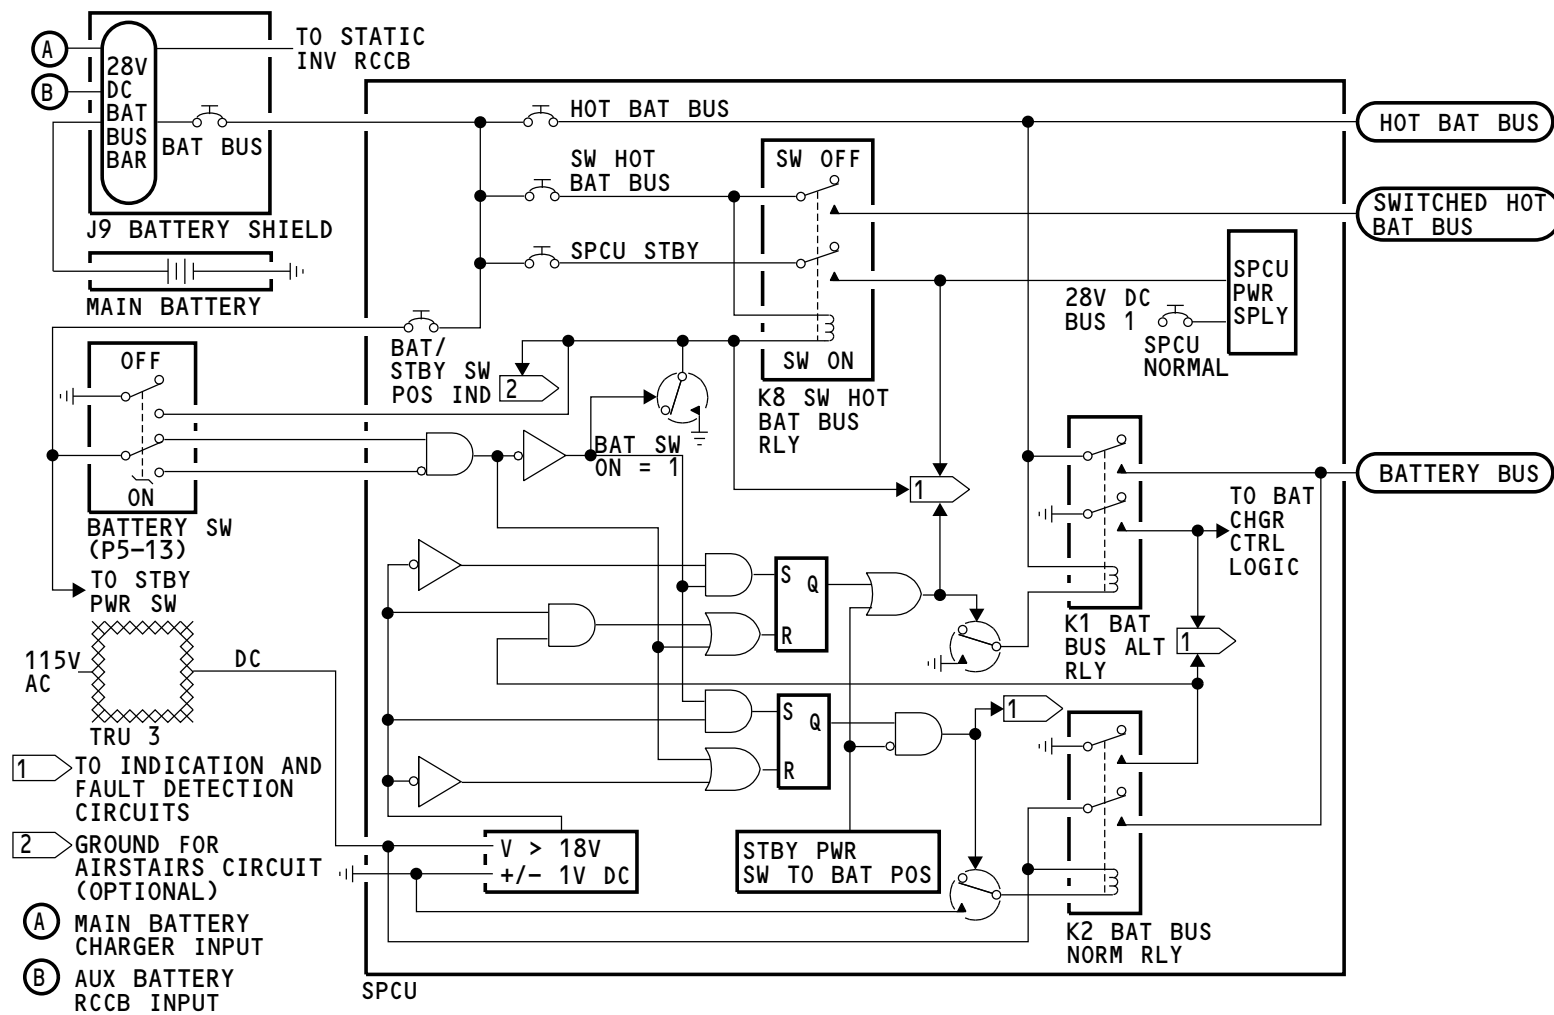 A
B
28V
DC
BAT
BUS
BAR
TO STATIC
INV RCCB
BAT BUS
J9 BATTERY SHIELD
MAIN BATTERY
HOT BAT BUS
SW HOT
BAT BUS
SPCU STBY
SW OFF
SW ON
K8 SW HOT
BAT BUS
RLY
HOT BAT BUS
SWITCHED HOT
BAT BUS
SPCU
PWR
SPLY
28V DC
BUS 1
SPCU
NORMAL
BAT/
STBY SW
POS IND
2
OFF
ON
BATTERY SW
(P5-13)
TO STBY
PWR SW
BAT SW
ON = 1
1
BATTERY BUS
TO BAT
CHGR
CTRL
LOGIC
K1 BAT
BUS ALT
RLY
1
S
Q
R
S
Q
R
1
115V
AC
DC
TRU 3
1
TO INDICATION AND
FAULT DETECTION
CIRCUITS
2
GROUND FOR
AIRSTAIRS CIRCUIT
(OPTIONAL)
A
MAIN BATTERY
CHARGER INPUT
B
AUX BATTERY
RCCB INPUT
V > 18V
+/- 1V DC
STBY PWR
SW TO BAT POS
K2 BAT BUS
NORM RLY
SPCU